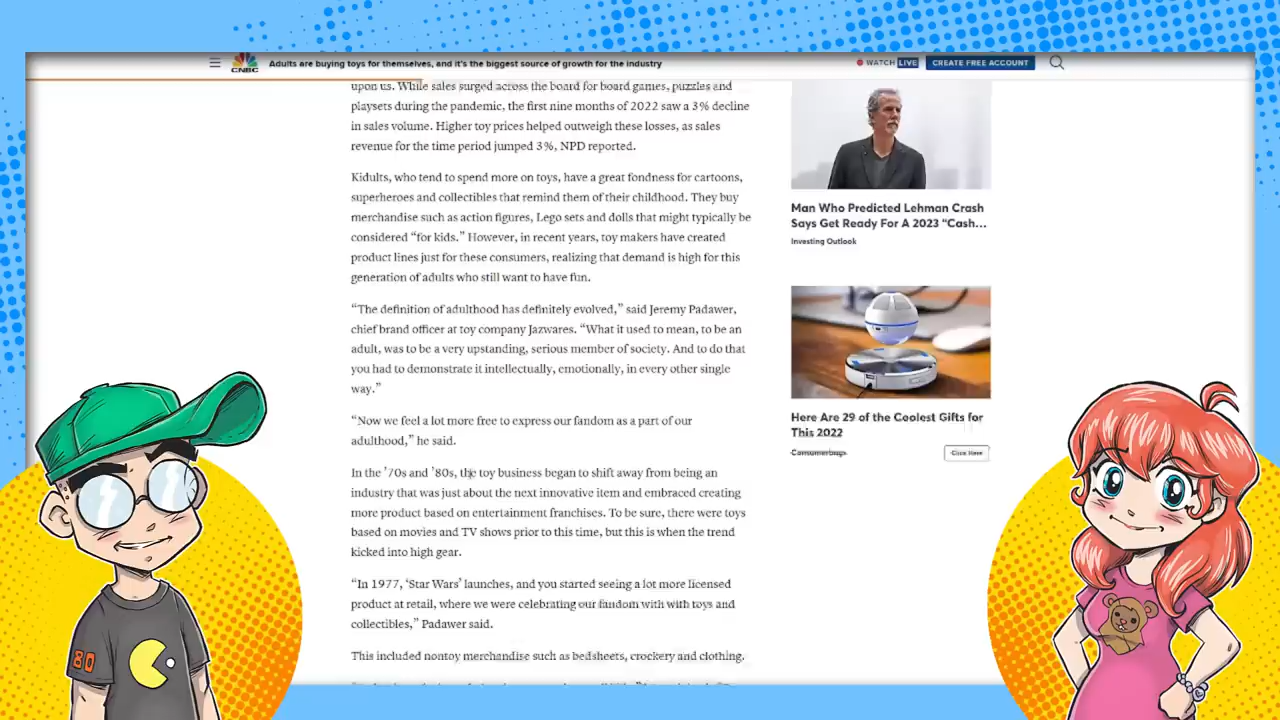 CNBC
Adults are buying toys for themselves, and it's the biggest source of growth for the industry
WATCH LIVE
CREATE FREE ACCOUNT
upon us. While sales surged across the board for board games, puzzles and
playsets during the pandemic, the first nine months of 2022 saw a 3% decline
in sales volume. Higher toy prices helped outweigh these losses, as sales
revenue for the time period jumped 3%, NPD reported.
Kidults, who tend to spend more on toys, have a great fondness for cartoons,
superheroes and collectibles that remind them of their childhood. They buy
merchandise such as action figures, Lego sets and dolls that might typically be
considered “for kids.” However, in recent years, toy makers have created
product lines just for these consumers, realizing that demand is high for this
generation of adults who still want to have fun.
“The definition of adulthood has definitely evolved,” said Jeremy Padawer,
chief brand officer at toy company Jazwares. “What it used to mean, to be an
adult, was to be a very upstanding, serious member of society. And to do that
you had to demonstrate it intellectually, emotionally, in every other single
way.”
“Now we feel a lot more free to express our fandom as a part of our
adulthood,” he said.
In the ’70s and ’80s, the toy business began to shift away from being an
industry that was just about the next innovative item and embraced creating
more product based on entertainment franchises. To be sure, there were toys
based on movies and TV shows prior to this time, but this is when the trend
kicked into high gear.
“In 1977, ‘Star Wars’ launches, and you started seeing a lot more licensed
product at retail, where we were celebrating our fandom with with toys and
collectibles,” Padawer said.
This included nontoy merchandise such as bedsheets, crockery and clothing.
Man Who Predicted Lehman Crash
Says Get Ready For A 2023 “Cash...
Investing Outlook
Here Are 29 of the Coolest Gifts for
This 2022
Consumerbags
Click Here
80